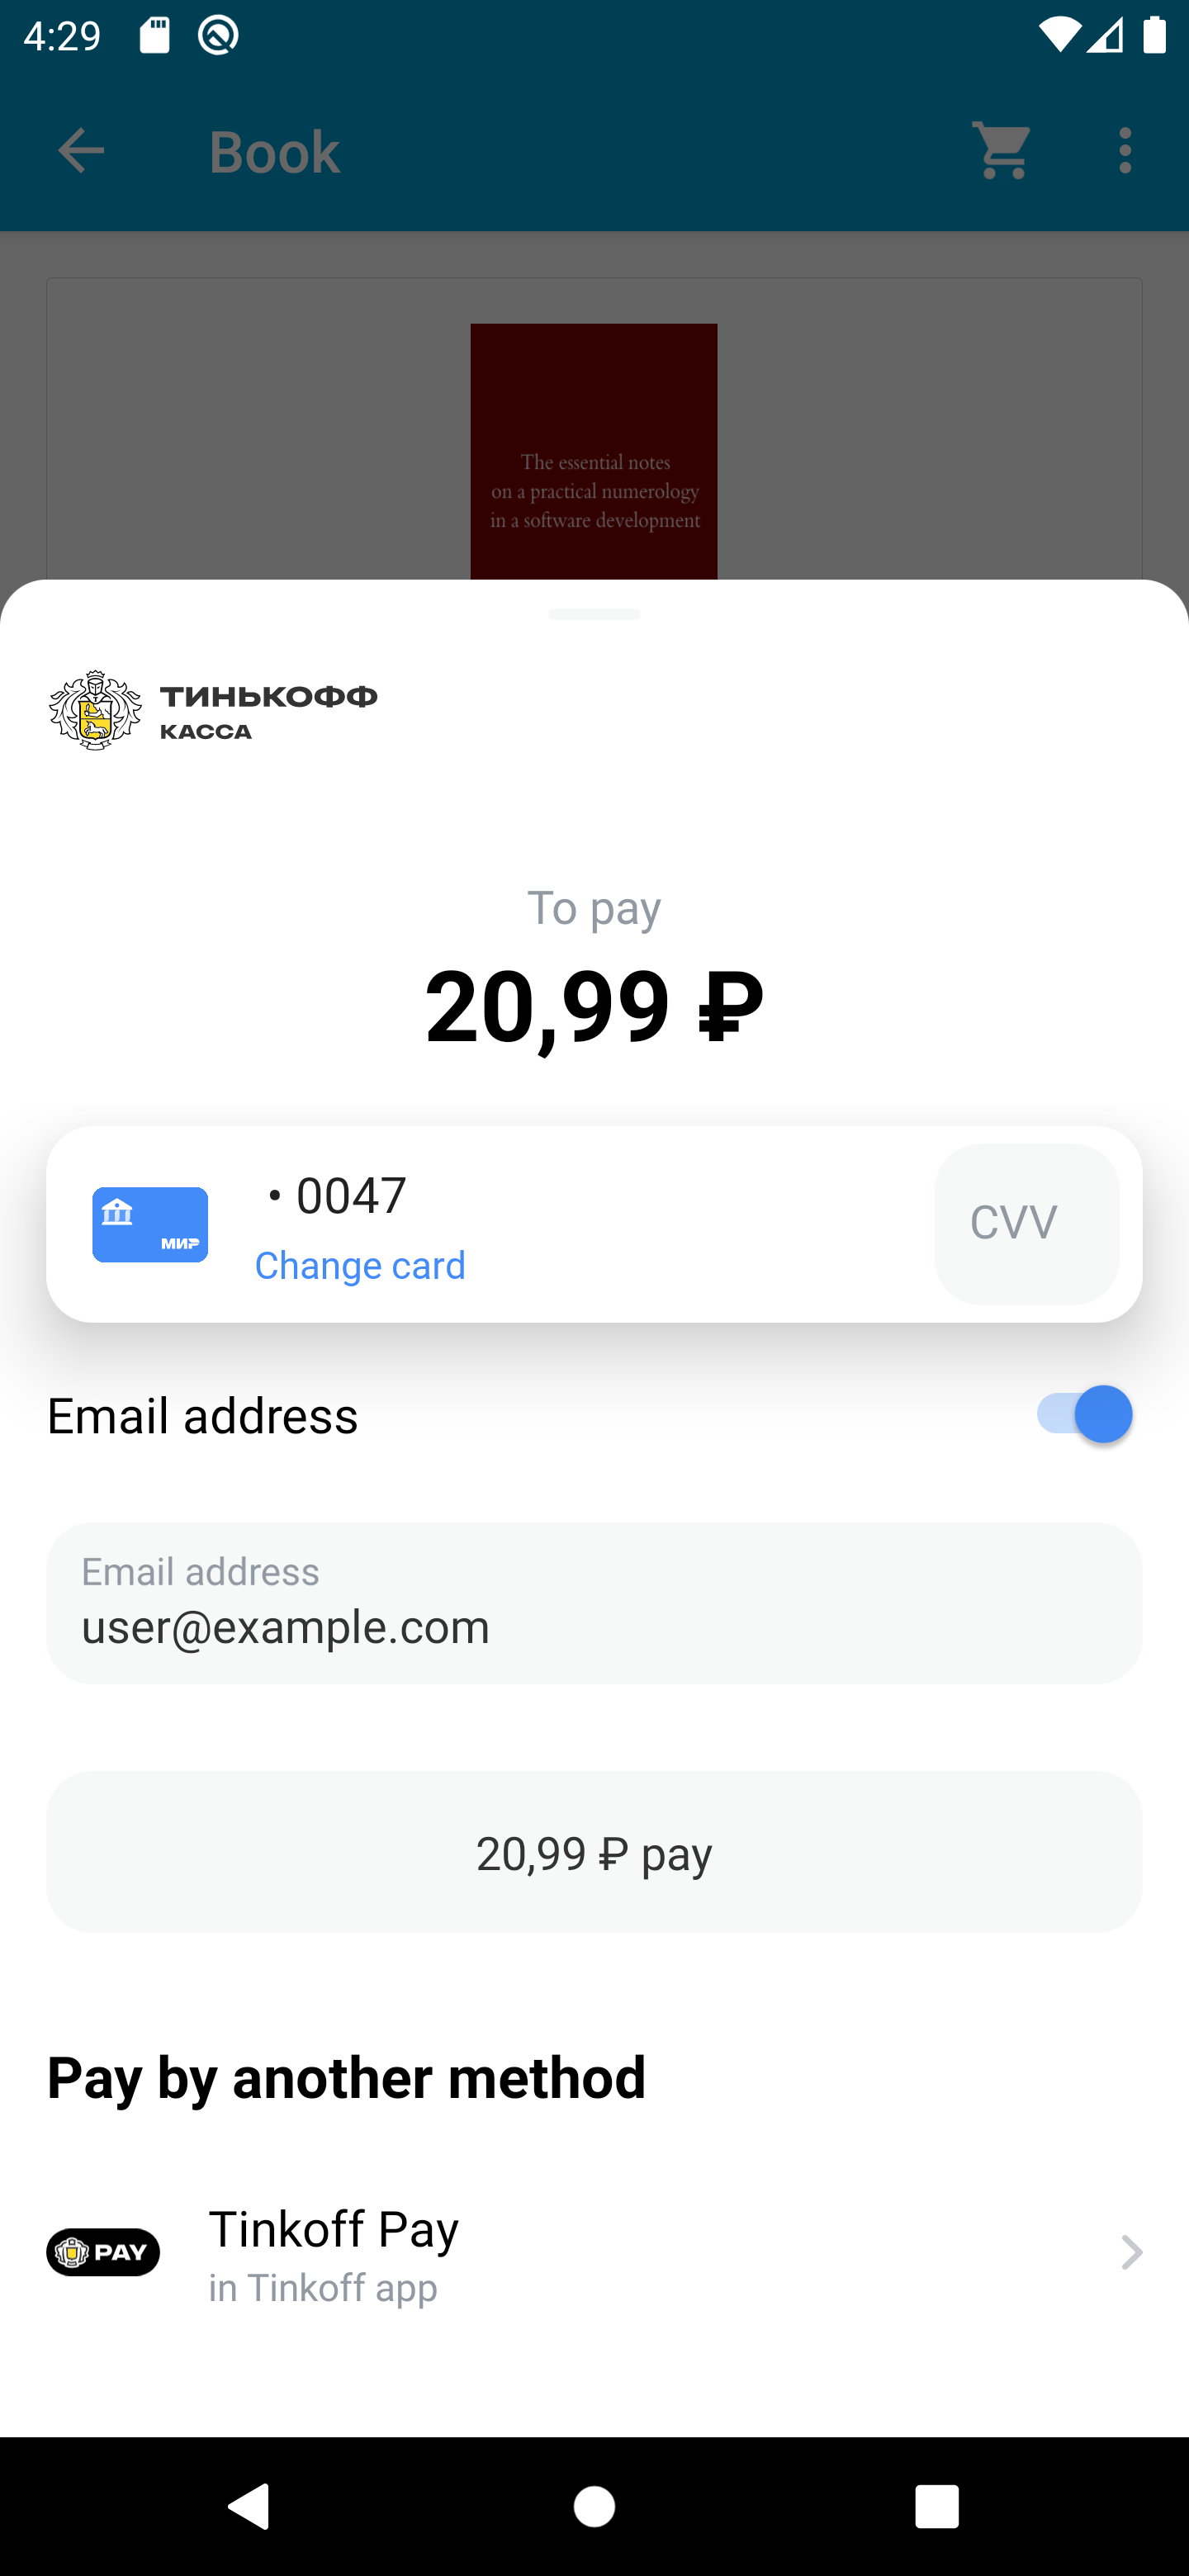 4:29
Book
The essential notes
on a practical numerology
in a software development
ТИНЬКОФФ
КАССА
To pay
20,99 ₽
• 0047
МИР
CVV
Change card
Email address
Email address
user@example.com
20,99 ₽ pay
Pay by another method
PAY
Tinkoff Pay
in Tinkoff app